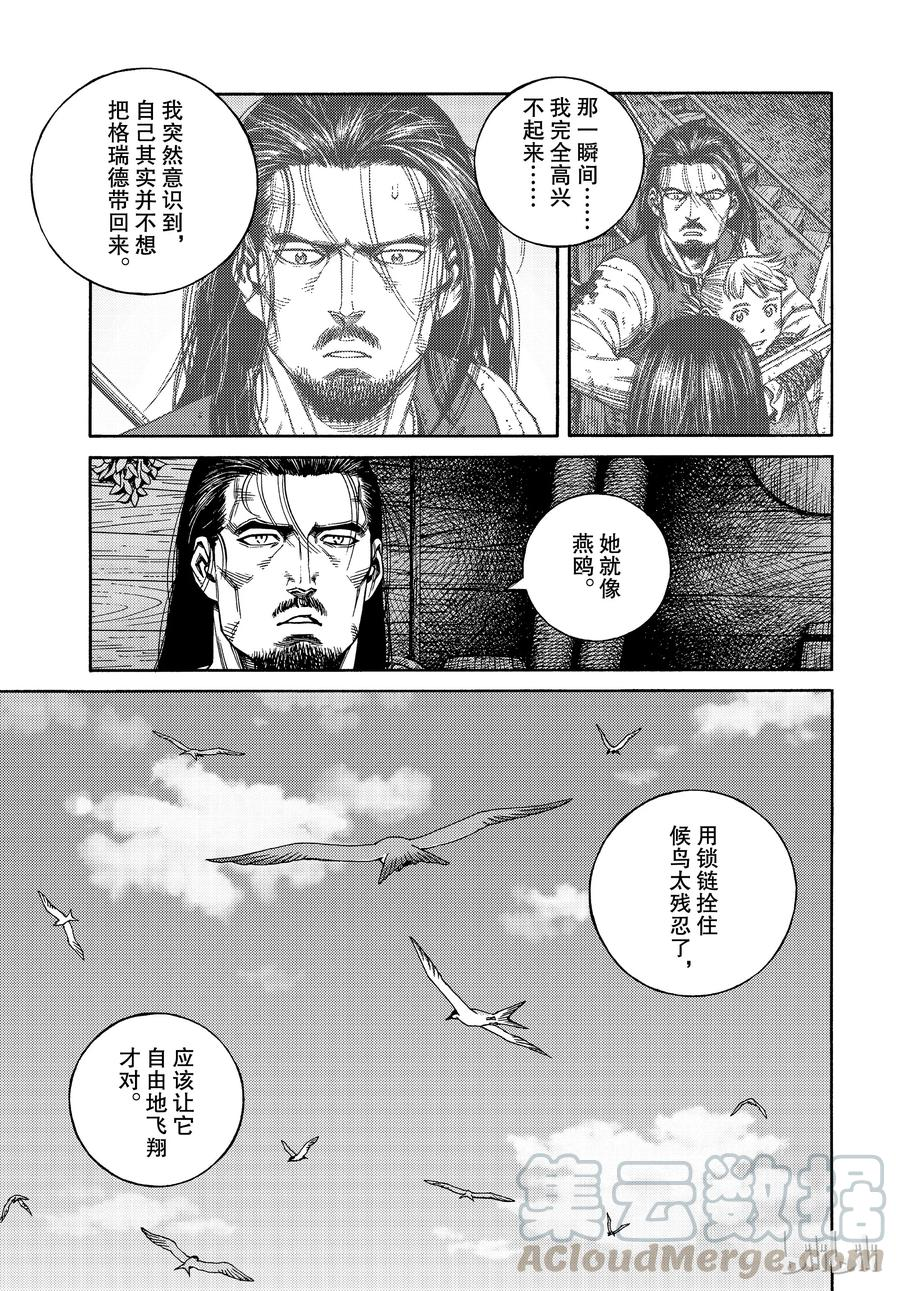 那一瞬间……
我完全高兴
不起来……
我突然意识到，
自己其实并不想
把格瑞德带回来。
她就像
燕鸥。
用锁链拴住
候鸟太残忍了，
应该让它
自由地飞翔
才对。
集云数据
ACloudMerge.com